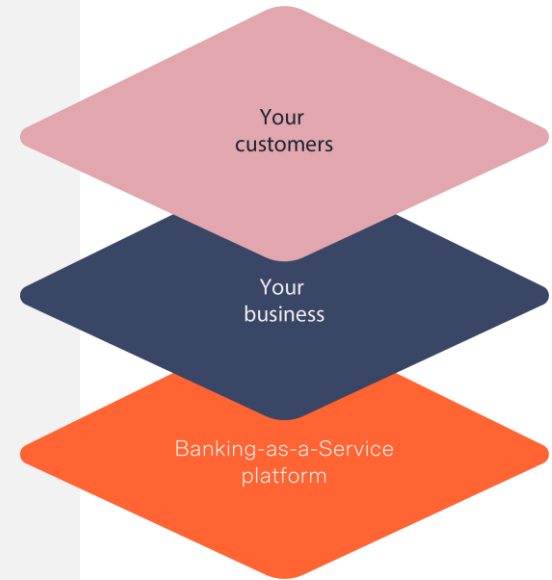 Your
customers
Your
business
Banking-as-a-Service
platform